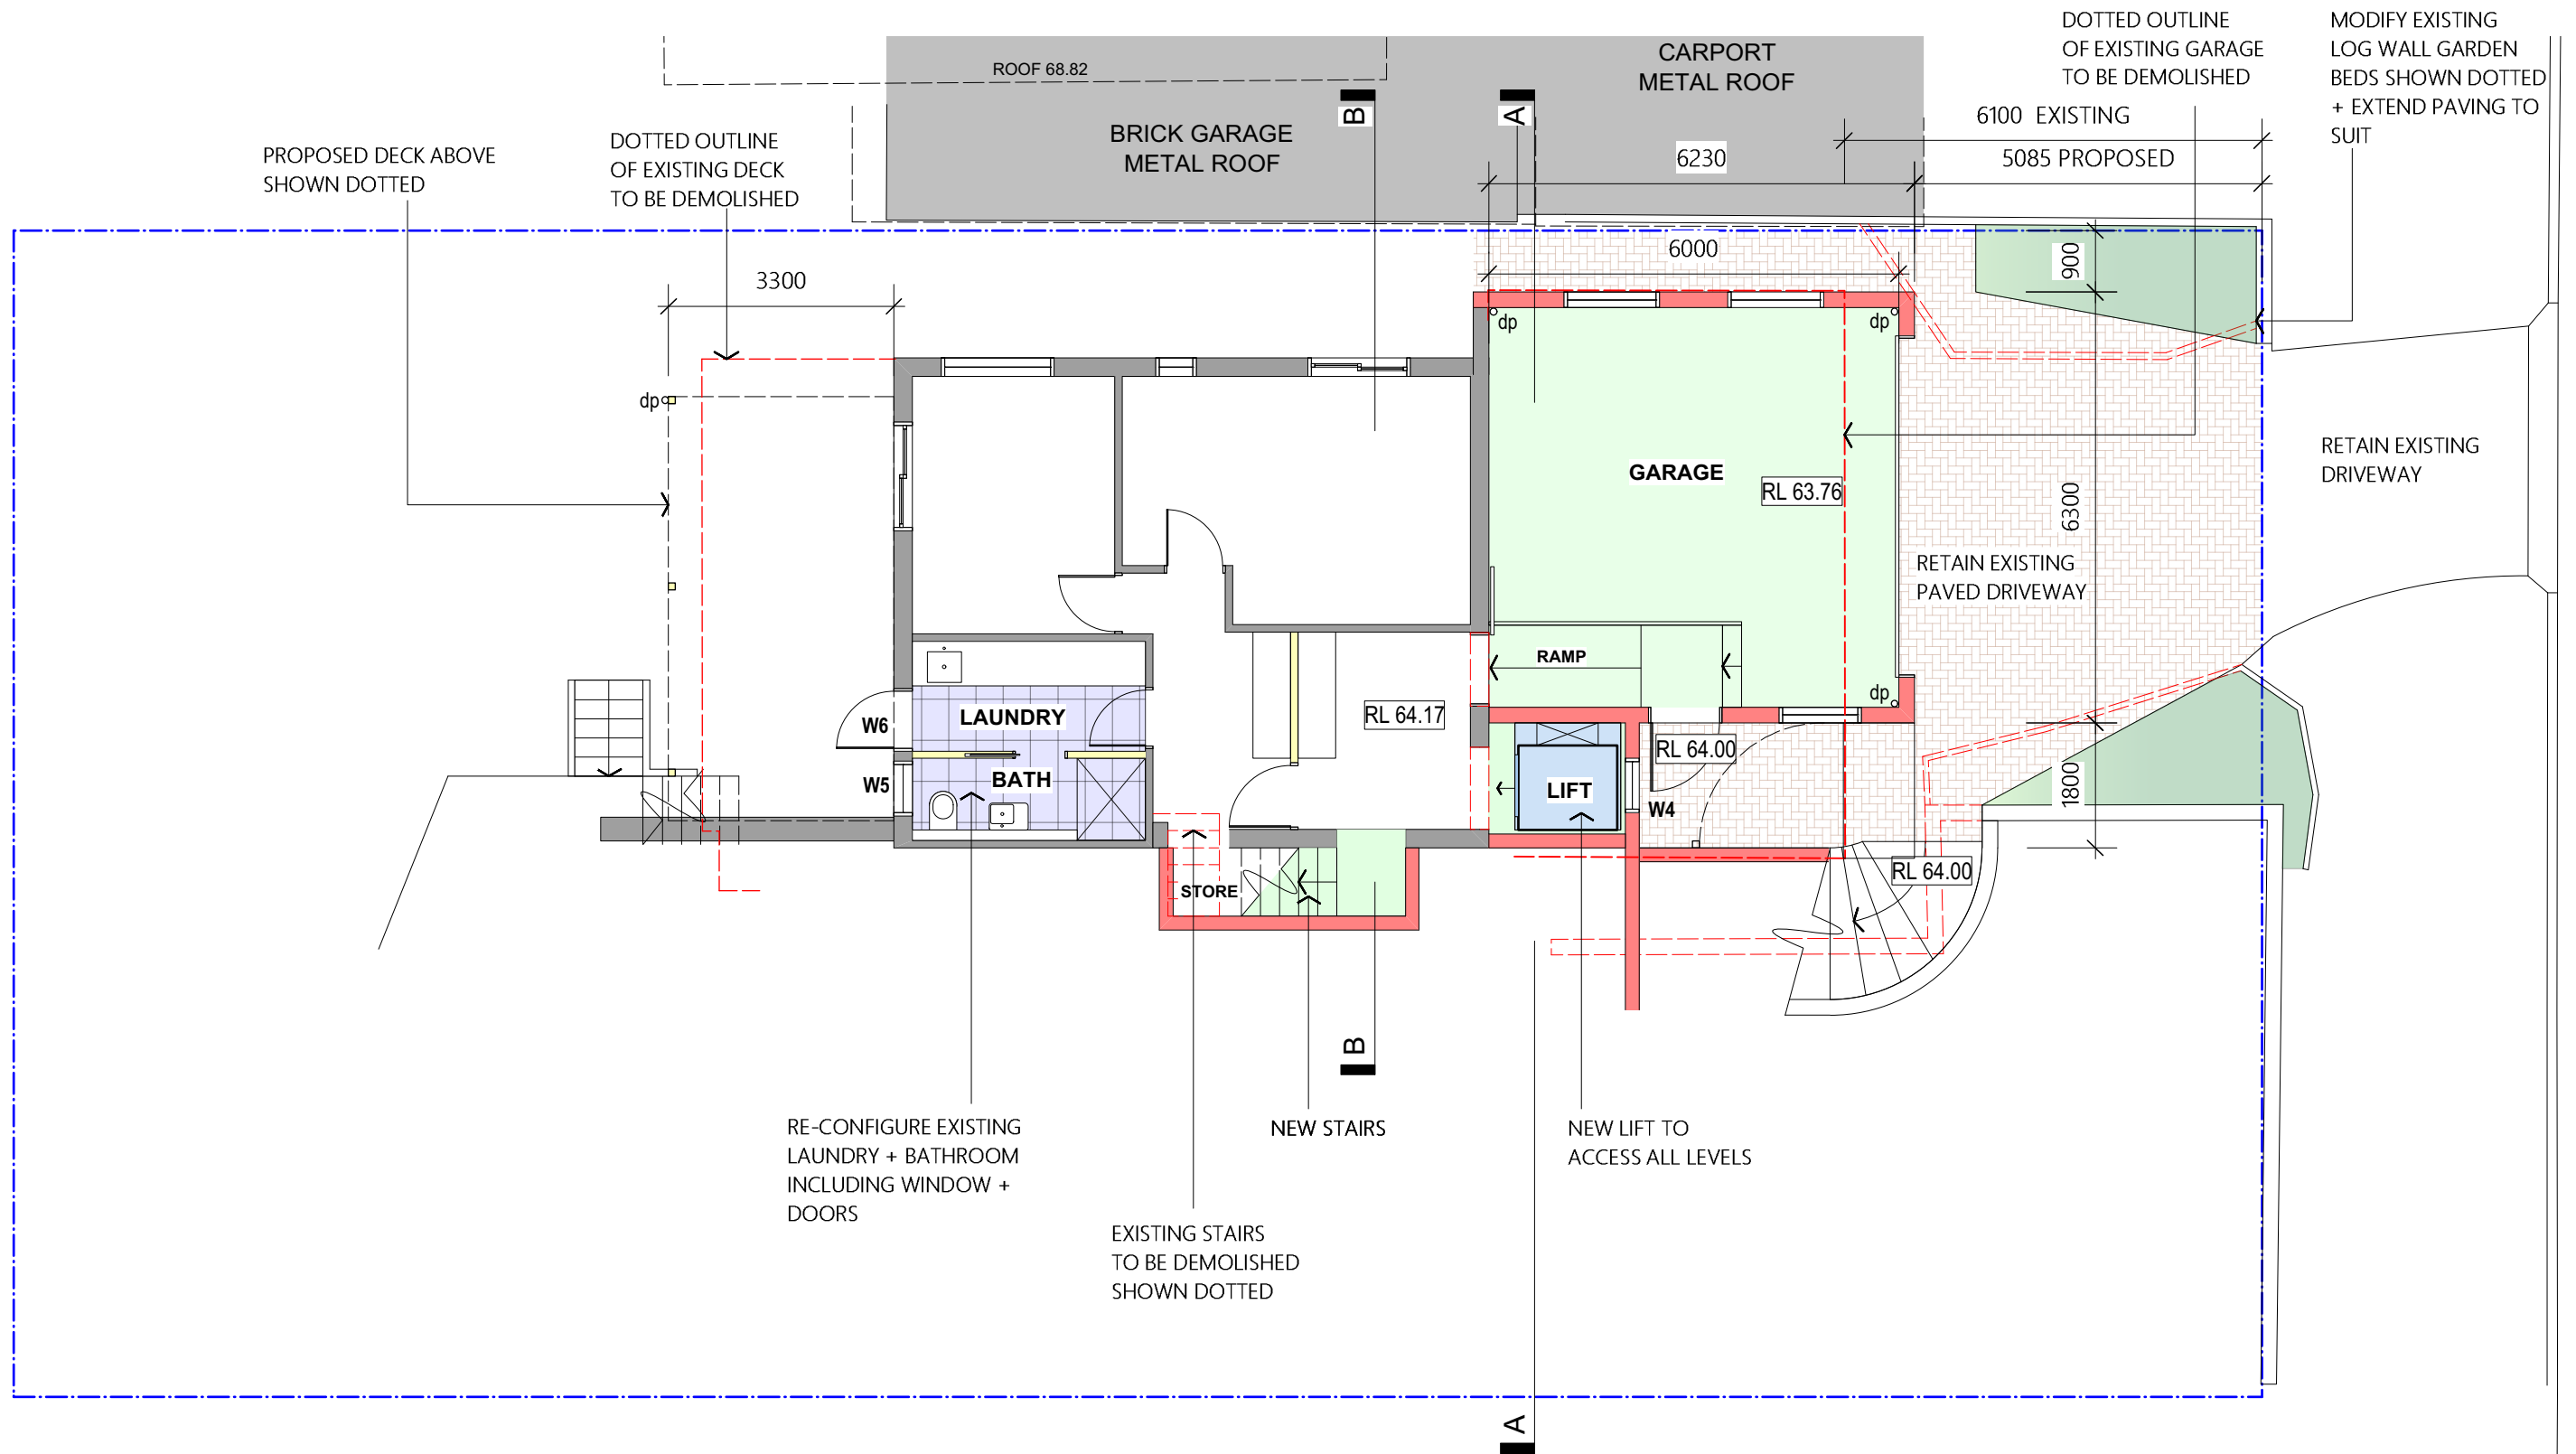 DOTTED OUTLINE
OF EXISTING GARAGE
TO BE DEMOLISHED
MODIFY EXISTING
LOG WALL GARDEN
BEDS SHOWN DOTTED
+ EXTEND PAVING TO
SUIT
CARPORT
METAL ROOF
ROOF 68.82
B
A
6100 EXISTING
BRICK GARAGE
METAL ROOF
DOTTED OUTLINE
OF EXISTING DECK
TO BE DEMOLISHED
PROPOSED DECK ABOVE
SHOWN DOTTED
6230
5085 PROPOSED
6000
900
3300
dp
dp
dp
RETAIN EXISTING
DRIVEWAY
GARAGE
RL 63.76
6300
RETAIN EXISTING
PAVED DRIVEWAY
RAMP
dp
LAUNDRY
RL 64.17
W6
RL 64.00
BATH
W5
LIFT
W4
1800
RL 64.00
STORE
B
RE-CONFIGURE EXISTING
LAUNDRY + BATHROOM
INCLUDING WINDOW +
DOORS
NEW STAIRS
NEW LIFT TO
ACCESS ALL LEVELS
EXISTING STAIRS
TO BE DEMOLISHED
SHOWN DOTTED
A